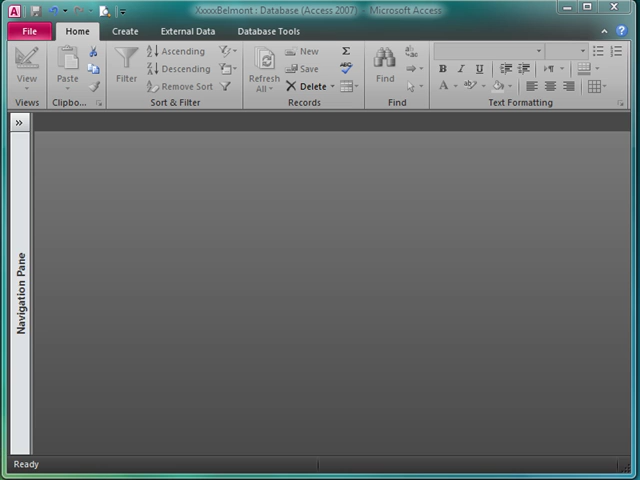 XxxxxBelmont : Database (Access 2007) - Microsoft Access
File Home Create External Data Database Tools
View
Views
Paste
Clipbo...
Filter
Ascending
Descending
Remove Sort
Sort & Filter
Refresh All
New
Save
Delete
Records
Find
Find
B I U
A
Text Formatting
»
Navigation Pane
Ready